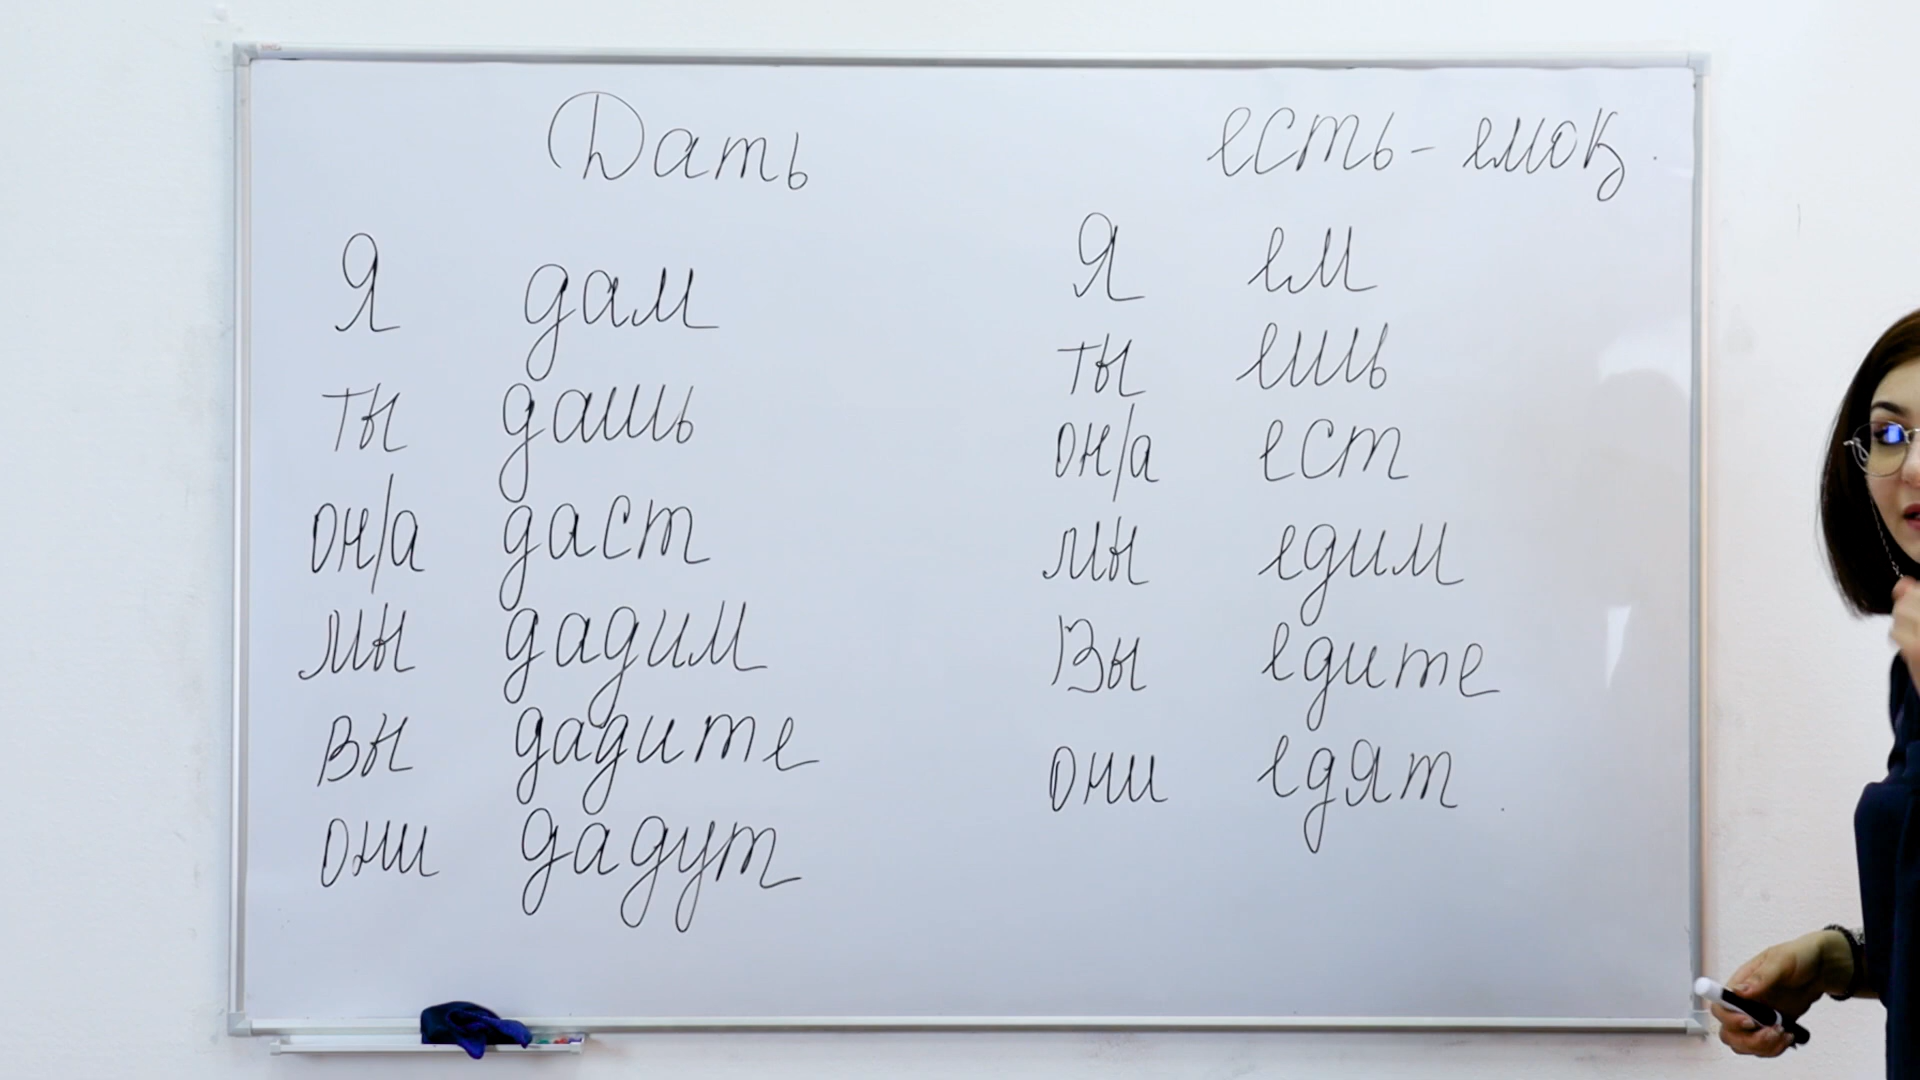 Дать
Я дам
ты дашь
он/а даст
мы дадим
вы дадите
они дадут
есть -
Я ем
ты ешь
он/а ест
мы едим
Вы едите
они едят